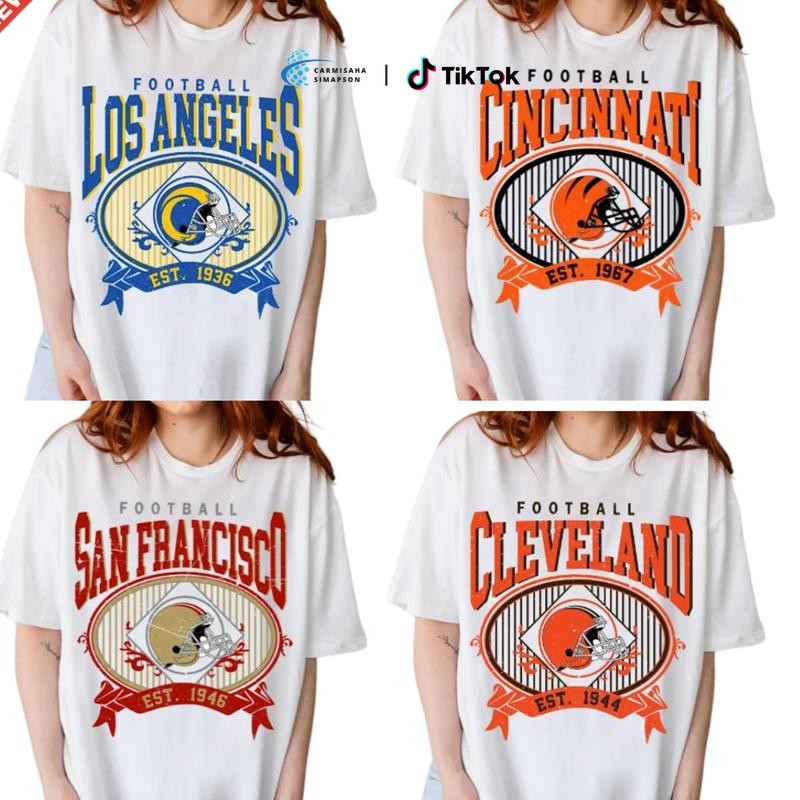 CARMISAHA
SIMAPSON
TikTok
FOOTBALL
LOS ANGELES
EST. 1936
FOOTBALL
CINCINNATI
EST. 1967
FOOTBALL
SAN FRANCISCO
EST. 1946
FOOTBALL
CLEVELAND
EST. 1944